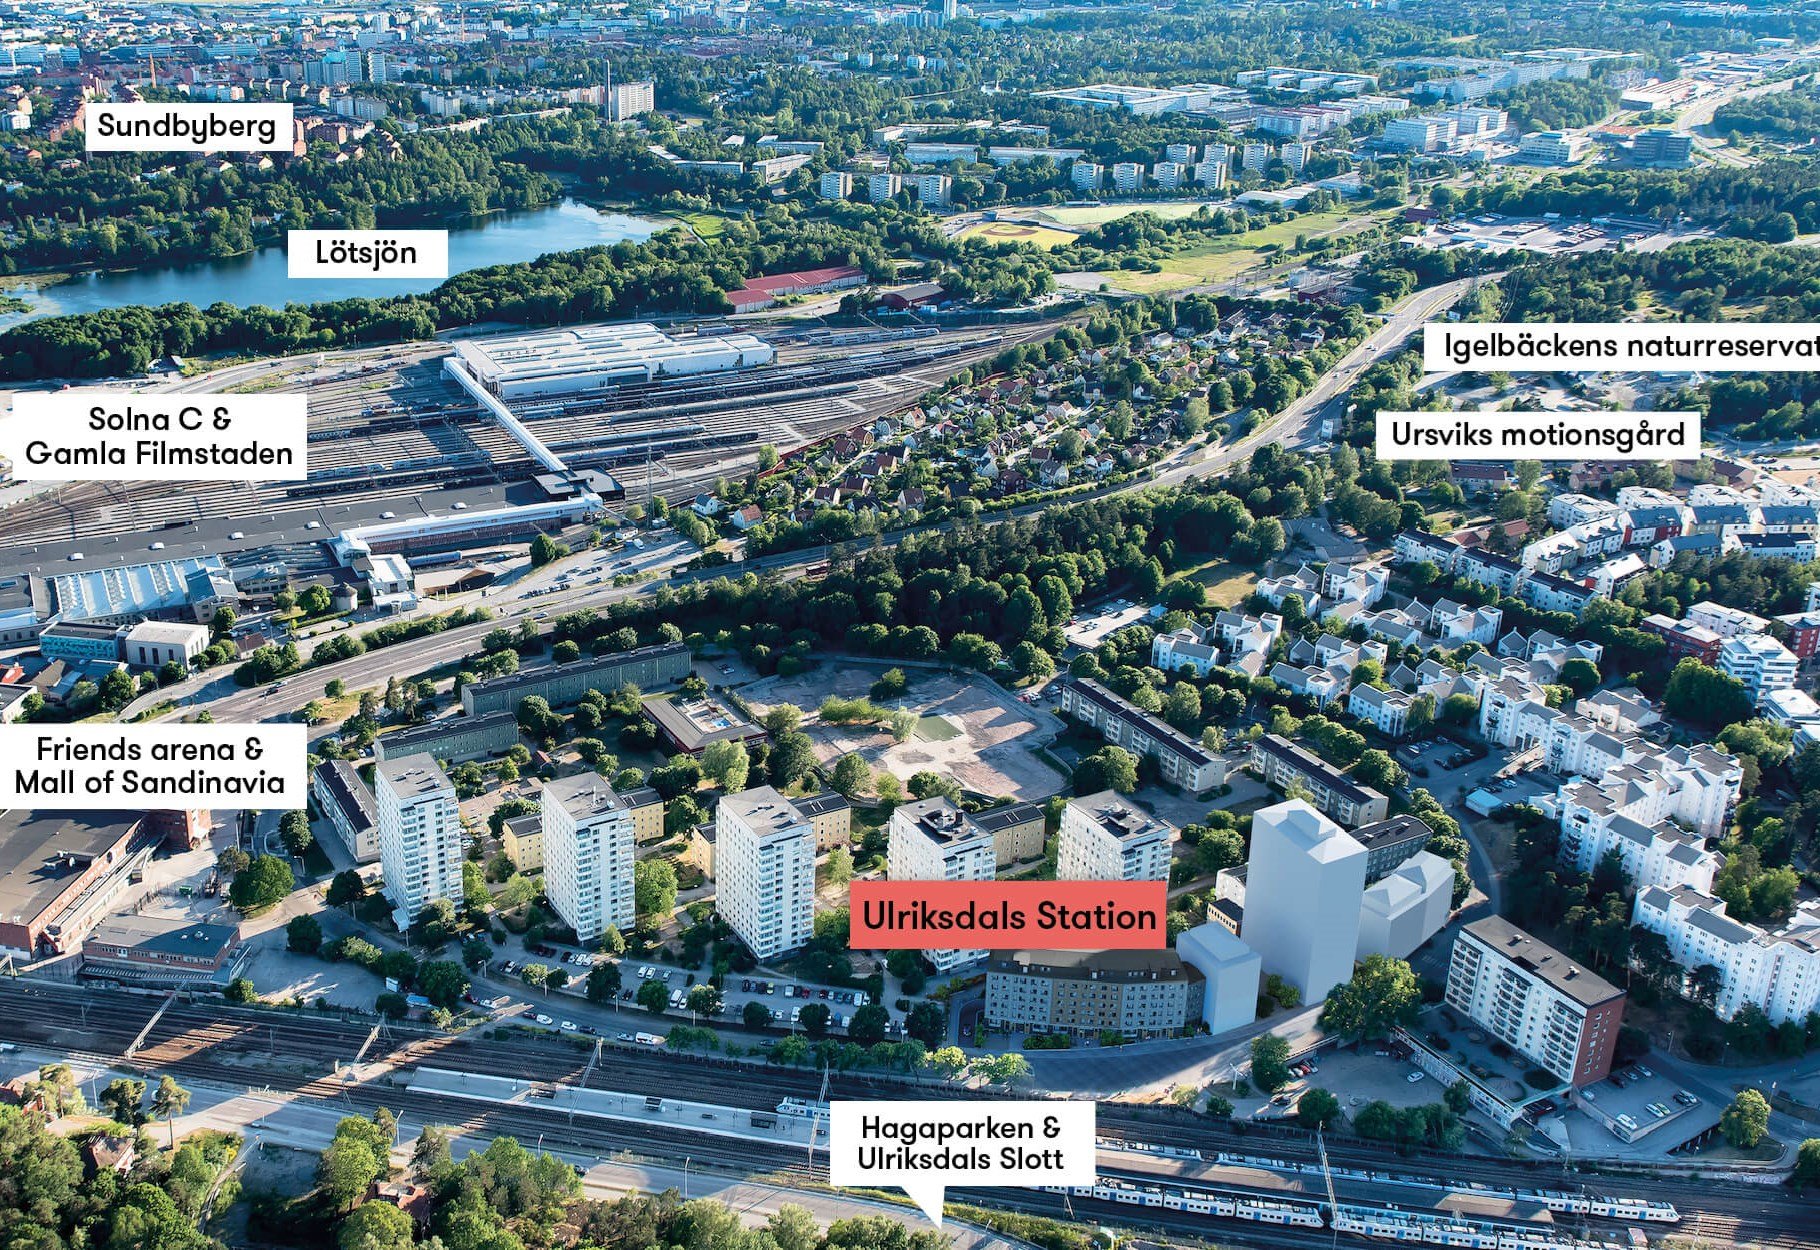 Sundbyberg
Lötsjön
Igelbäckens naturreservat
Solna C &
Gamla Filmstaden
Ursviks motionsgård
Friends arena &
Mall of Sandinavia
Ulriksdals Station
Hagaparken &
Ulriksdals Slott